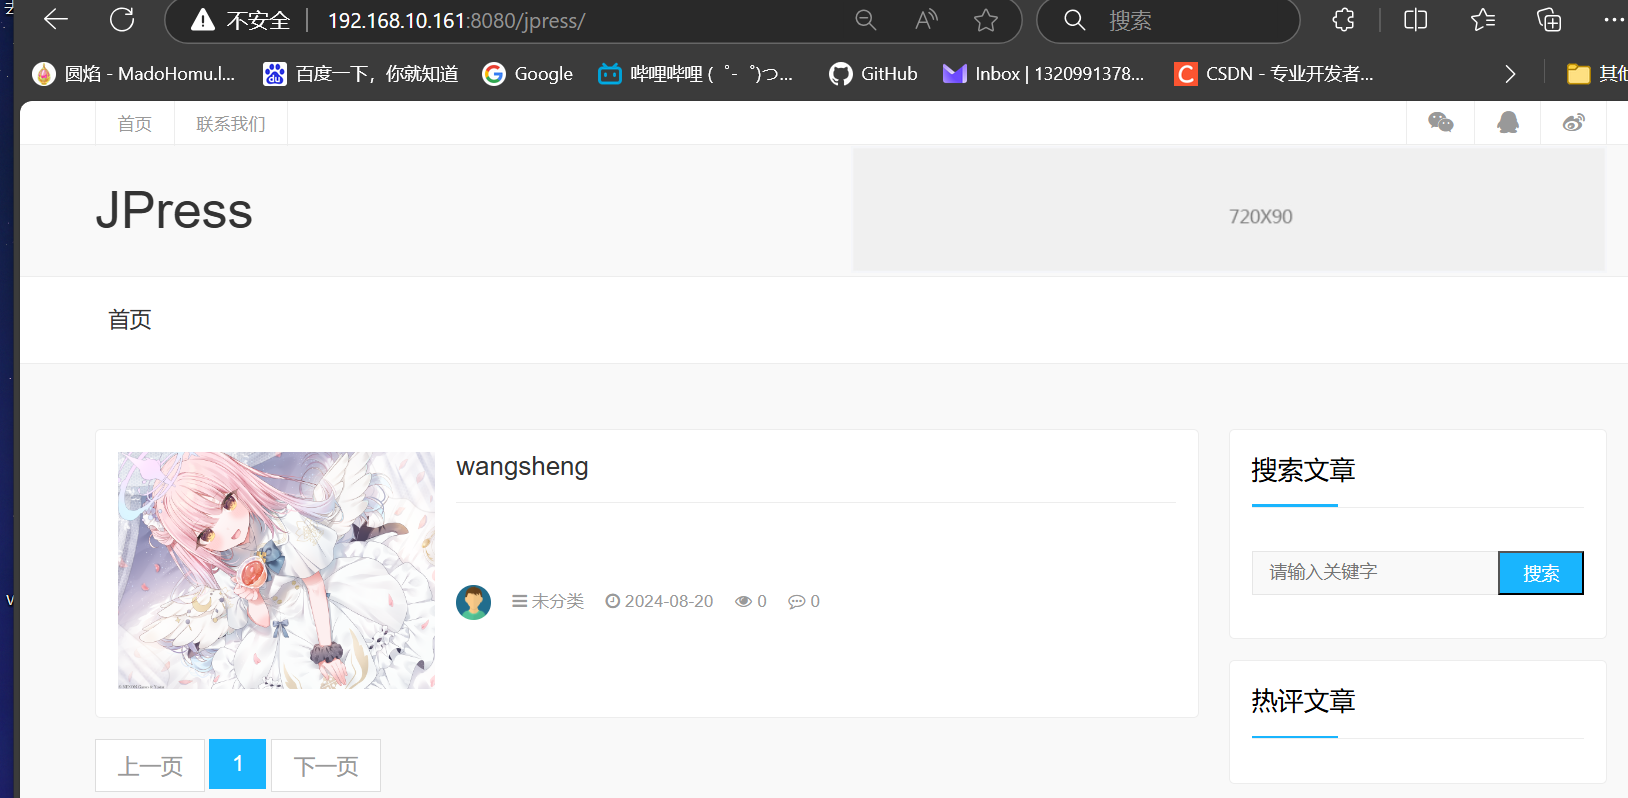 不安全 192.168.10.161:8080/jpress/ 搜索
圆焰 - MadoHomu.l... 百度一下，你就知道 Google 哔哩哔哩 (゜-゜)つ... GitHub Inbox | 1320991378... CSDN - 专业开发者... 其他
首页 联系我们
JPress
720X90
首页
wangsheng
未分类 2024-08-20 0 0
搜索文章
请输入关键字 搜索
热评文章
上一页 1 下一页